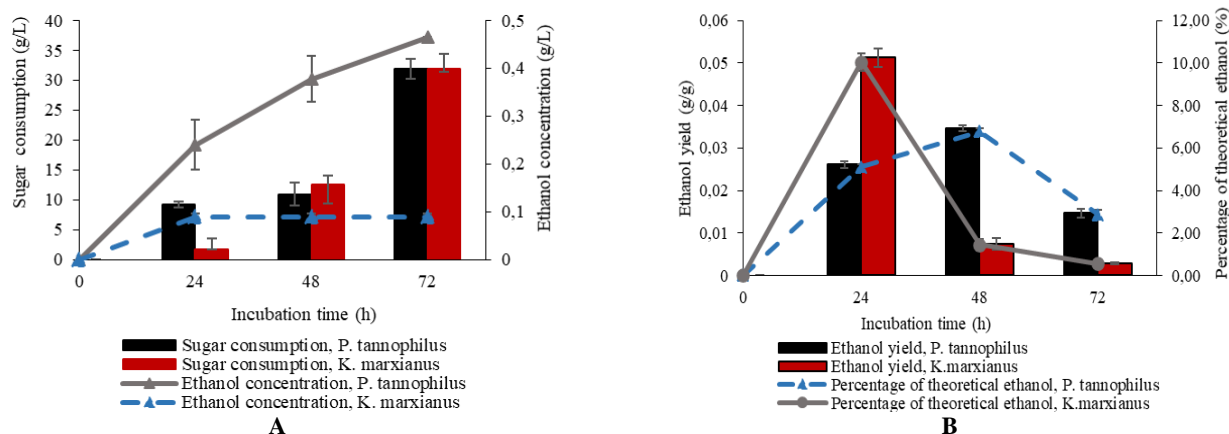 Sugar consumption (g/L)
40
35
30
25
20
15
10
5
0
0,5
0,4
0,3
0,2
0,1
0
Ethanol concentration (g/L)
0 24 48 72
Incubation time (h)
Sugar consumption, P. tannophilus
Sugar consumption, K. marxianus
Ethanol concentration, P. tannophilus
Ethanol concentration, K. marxianus
A
Ethanol yield (g/g)
0,06
0,05
0,04
0,03
0,02
0,01
0
12,00
10,00
8,00
6,00
4,00
2,00
0,00
Percentage of theoretical ethanol (%)
0 24 48 72
Incubation time (h)
Ethanol yield, P. tannophilus
Ethanol yield, K.marxianus
Percentage of theoretical ethanol, P. tannophilus
Percentage of theoretical ethanol, K.marxianus
B